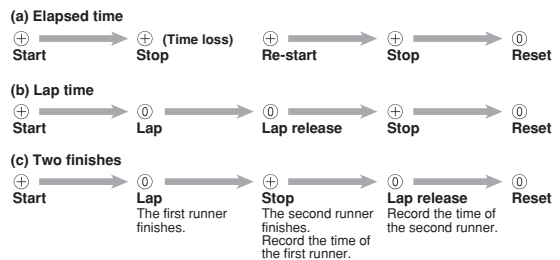 (a) Elapsed time
⊕ ⊕ (Time loss) ⊕ ⊕ ⓪
Start Stop Re-start Stop Reset
(b) Lap time
⊕ ⓪ ⓪ ⊕ ⓪
Start Lap Lap release Stop Reset
(c) Two finishes
⊕ ⓪ ⊕ ⓪ ⓪
Start Lap Stop Lap release Reset
The first runner The second runner Record the time of
finishes. finishes. the second runner.
Record the time of
the first runner.